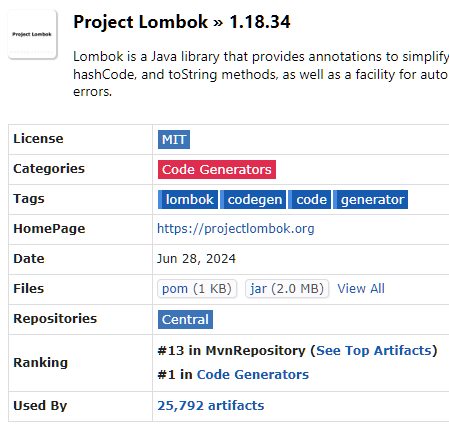 Project Lombok
Project Lombok » 1.18.34
Lombok is a Java library that provides annotations to simplify
hashCode, and toString methods, as well as a facility for auto
errors.
License MIT
Categories Code Generators
Tags lombok codegen code generator
HomePage https://projectlombok.org
Date Jun 28, 2024
Files pom (1 KB) jar (2.0 MB) View All
Repositories Central
Ranking #13 in MvnRepository (See Top Artifacts)
#1 in Code Generators
Used By 25,792 artifacts